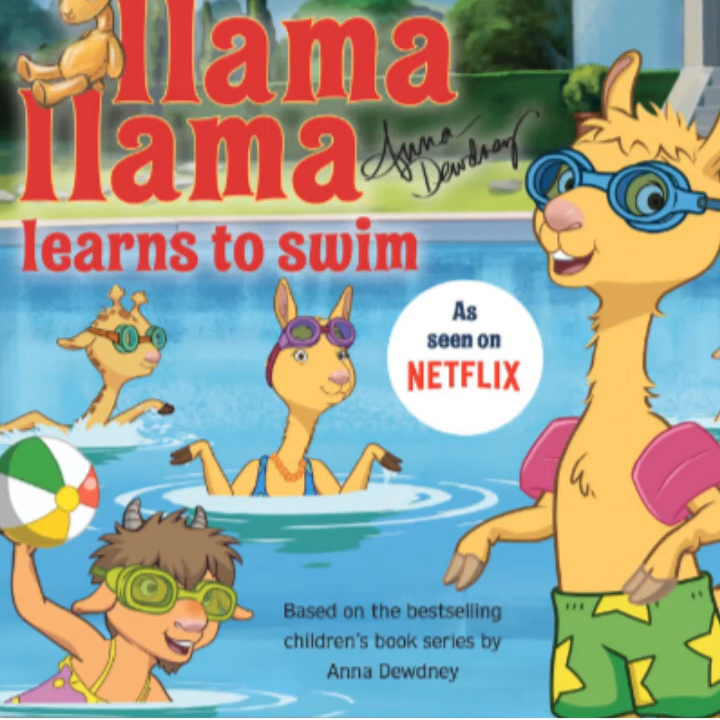 llama
llama
Anna
Dewdney
learns to swim
As
seen on
NETFLIX
Based on the bestselling
children's book series by
Anna Dewdney